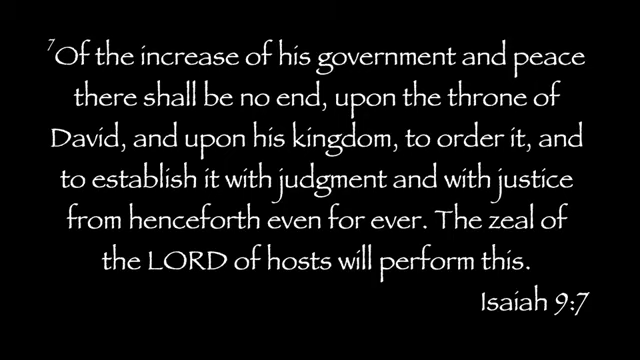 7Of the increase of his government and peace
there shall be no end, upon the throne of
David, and upon his kingdom, to order it, and
to establish it with judgment and with justice
from henceforth even for ever. The zeal of
the LORD of hosts will perform this.
Isaiah 9:7